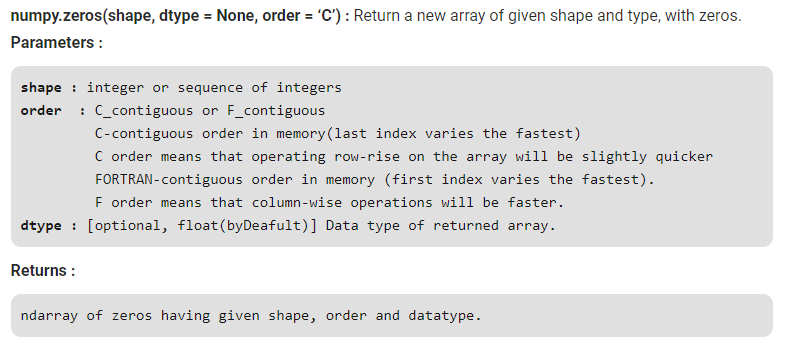 numpy.zeros(shape, dtype = None, order = ‘C’) : Return a new array of given shape and type, with zeros.
Parameters :
shape : integer or sequence of integers
order  : C_contiguous or F_contiguous
C-contiguous order in memory(last index varies the fastest)
C order means that operating row-rise on the array will be slightly quicker
FORTRAN-contiguous order in memory (first index varies the fastest).
F order means that column-wise operations will be faster.
dtype : [optional, float(byDeafult)] Data type of returned array.
Returns :
ndarray of zeros having given shape, order and datatype.